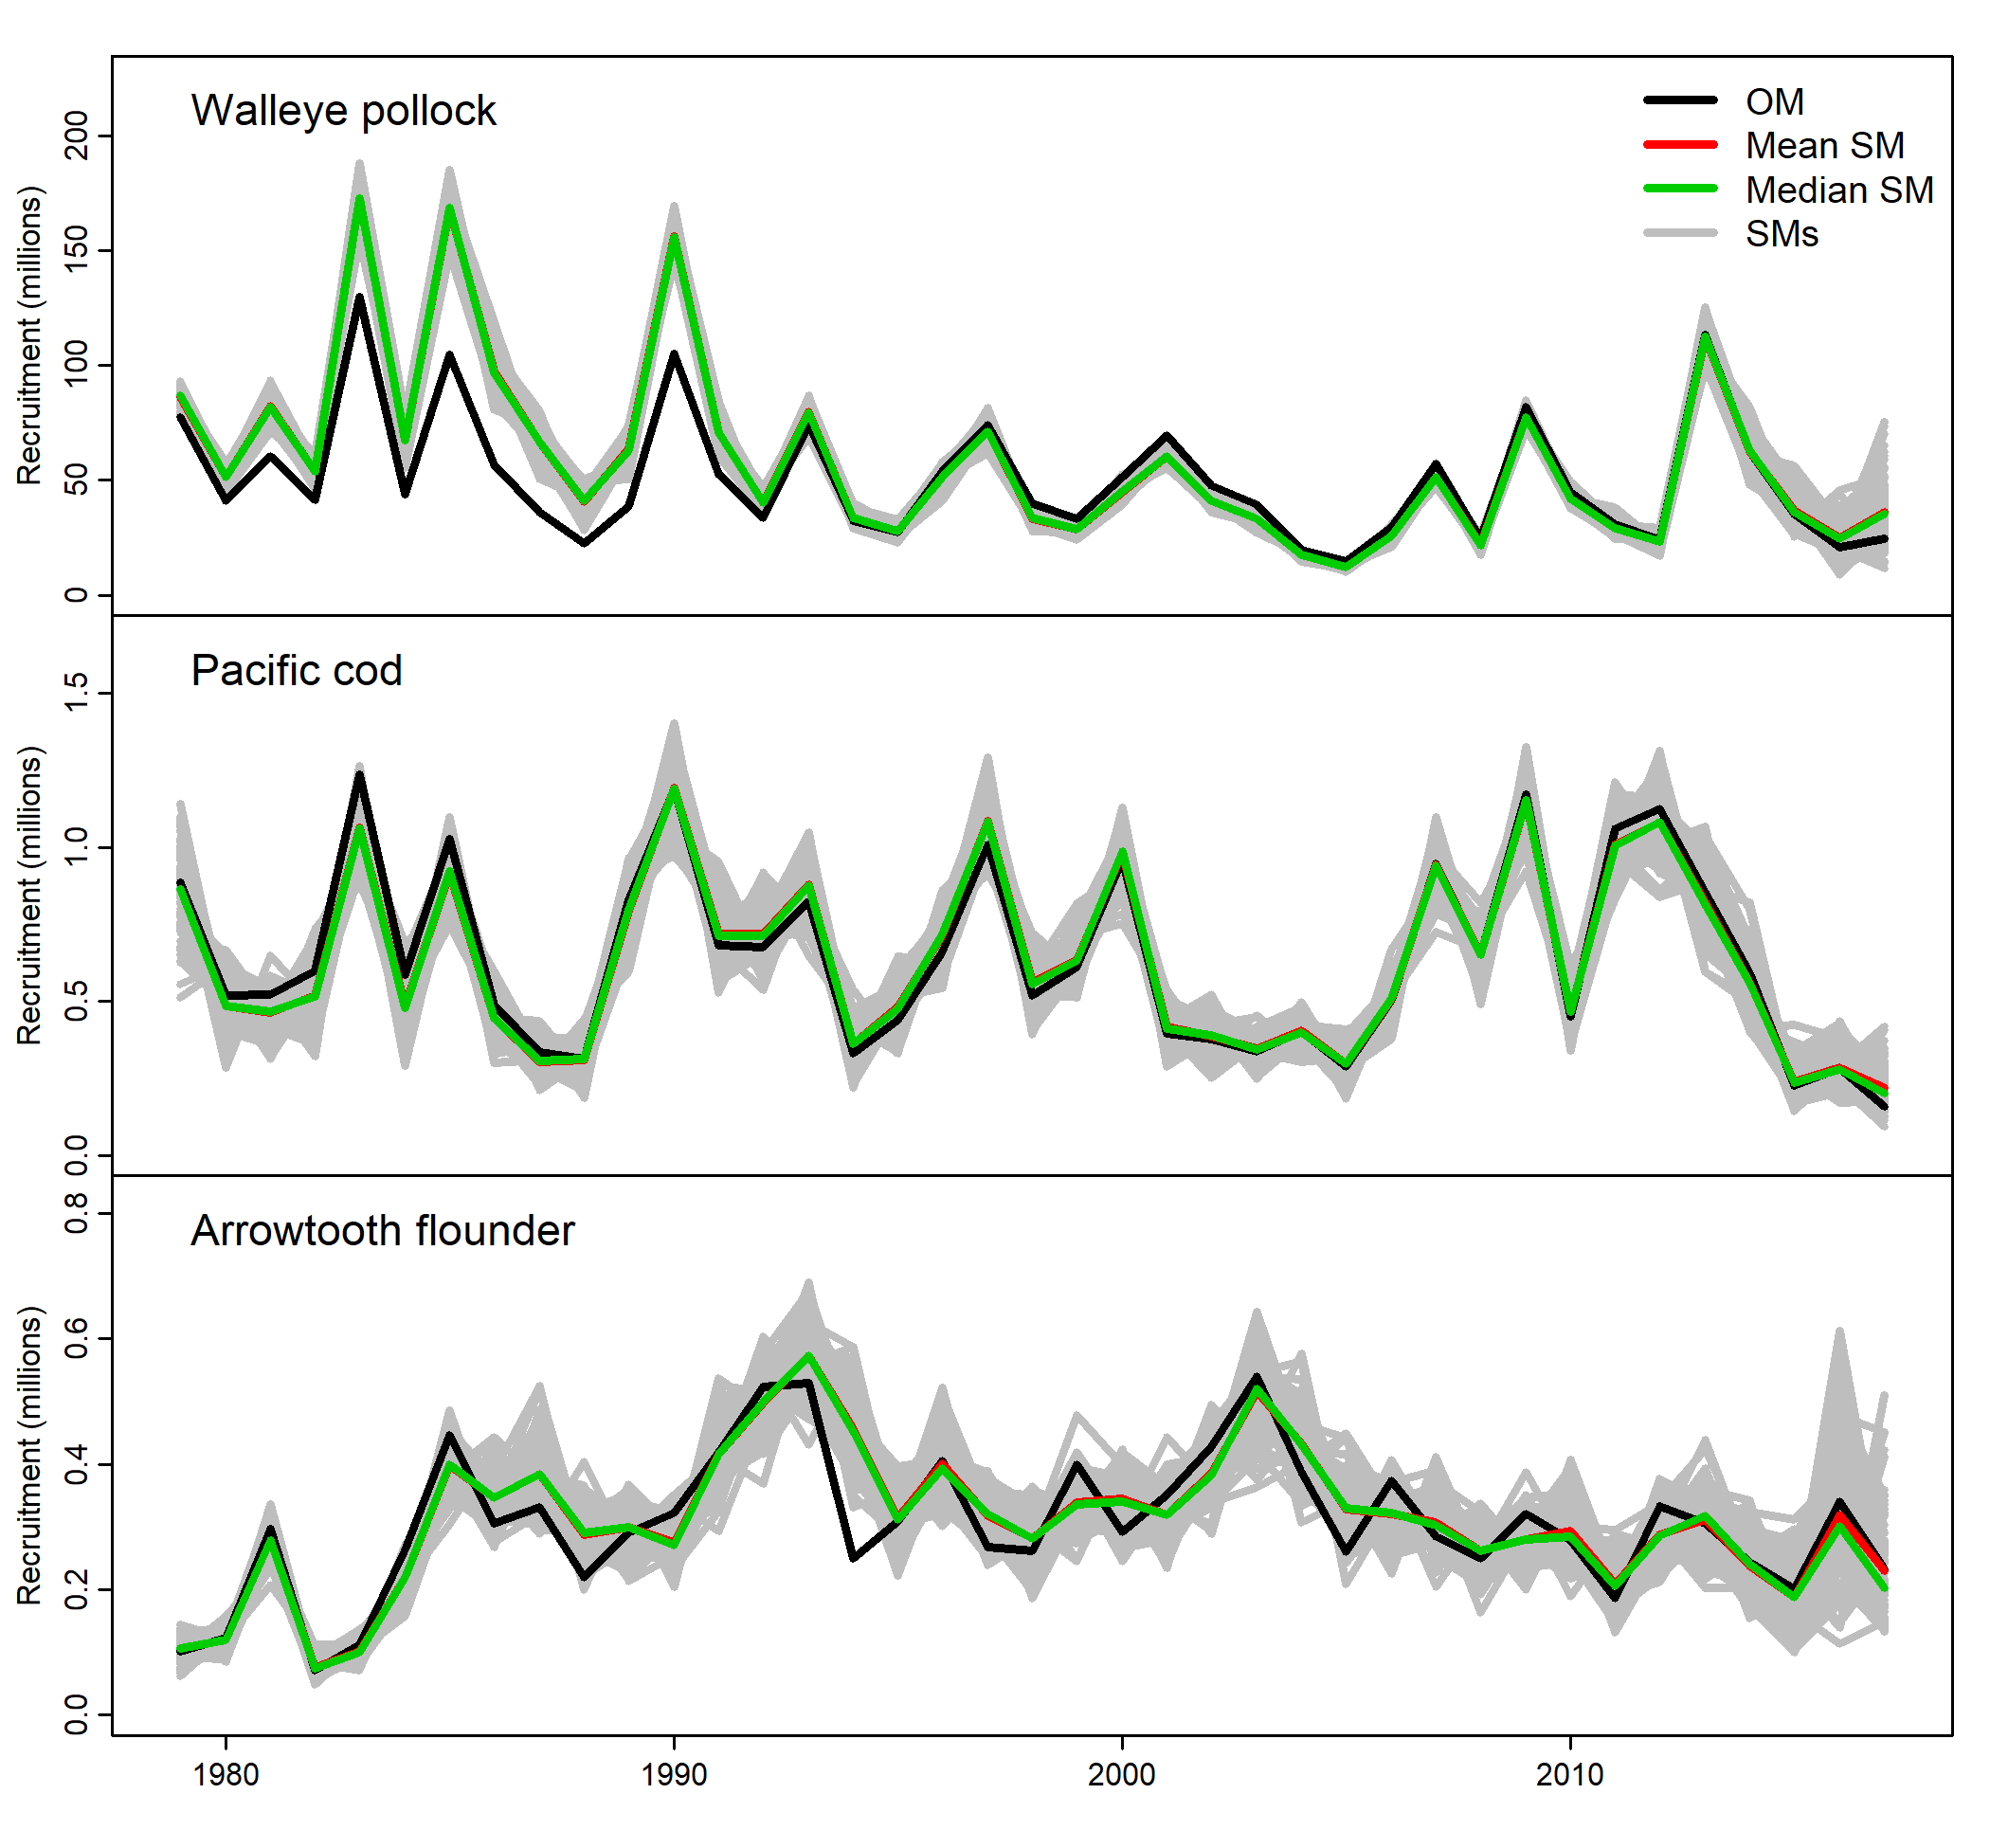 Walleye pollock
OM
Mean SM
Median SM
SMs
Recruitment (millions)
200
150
100
50
0
Pacific cod
Recruitment (millions)
1.5
1.0
0.5
0.0
Arrowtooth flounder
Recruitment (millions)
0.8
0.6
0.4
0.2
0.0
1980 1990 2000 2010